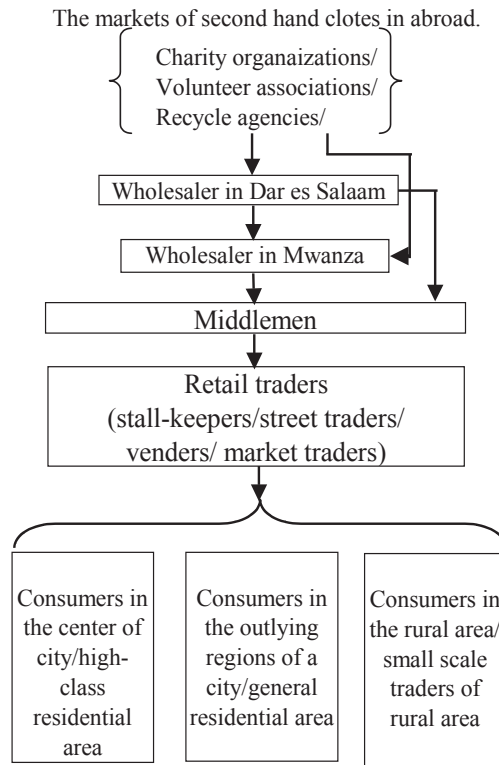 The markets of second hand clotes in abroad.
Charity organaizations/
Volunteer associations/
Recycle agencies/
Wholesaler in Dar es Salaam
Wholesaler in Mwanza
Middlemen
Retail traders
(stall-keepers/street traders/
venders/ market traders)
Consumers in
the center of
city/high-
class
residential
area
Consumers in
the outlying
regions of a
city/general
residential area
Consumers in
the rural area/
small scale
traders of
rural area